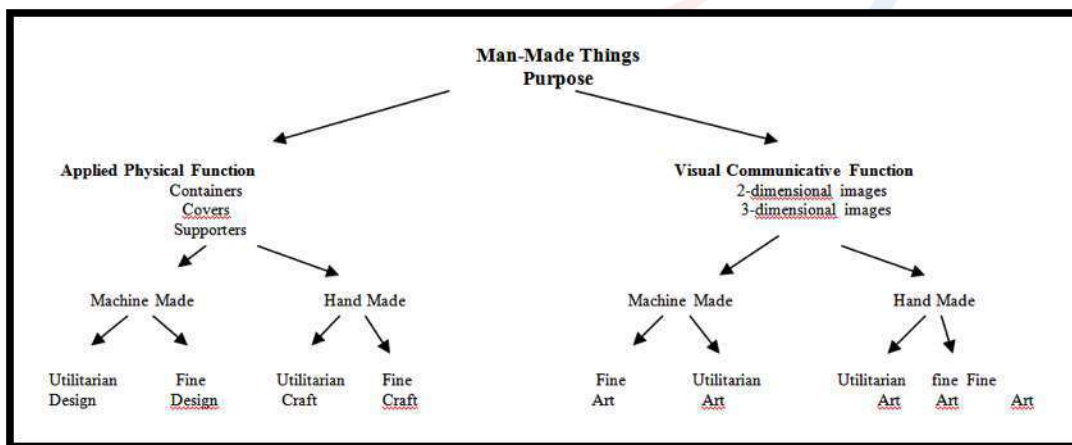 Man-Made Things
Purpose
Applied Physical Function
Visual Communicative Function
Containers
2-dimensional images
Covers
3-dimensional images
Supporters
Machine Made
Hand Made
Machine Made
Hand Made
Utilitarian Fine Utilitarian Fine Fine Utilitarian Utilitarian fine Fine
Design Design Craft Craft Art Art Art Art Art